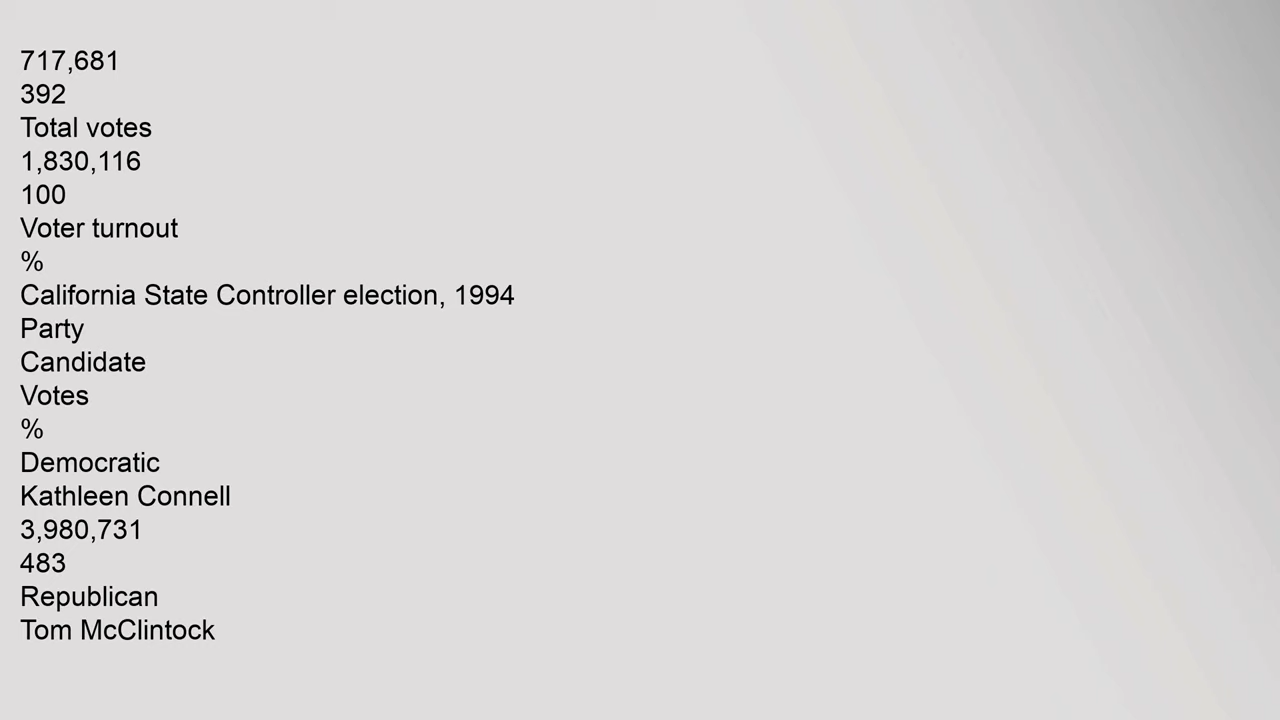 717,681
392
Total votes
1,830,116
100
Voter turnout
%
California State Controller election, 1994
Party
Candidate
Votes
%
Democratic
Kathleen Connell
3,980,731
483
Republican
Tom McClintock